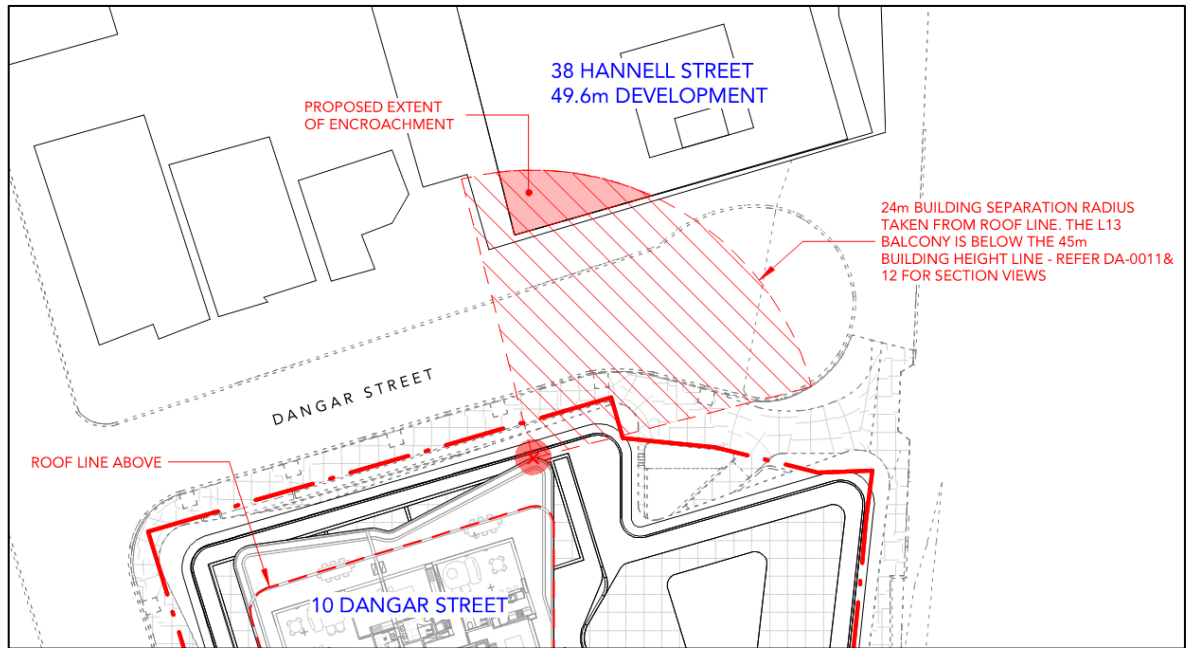 38 HANNELL STREET
49.6m DEVELOPMENT
PROPOSED EXTENT
OF ENCROACHMENT
24m BUILDING SEPARATION RADIUS
TAKEN FROM ROOF LINE. THE L13
BALCONY IS BELOW THE 45m
BUILDING HEIGHT LINE - REFER DA-0011&
12 FOR SECTION VIEWS
DANGAR STREET
ROOF LINE ABOVE
10 DANGAR STREET